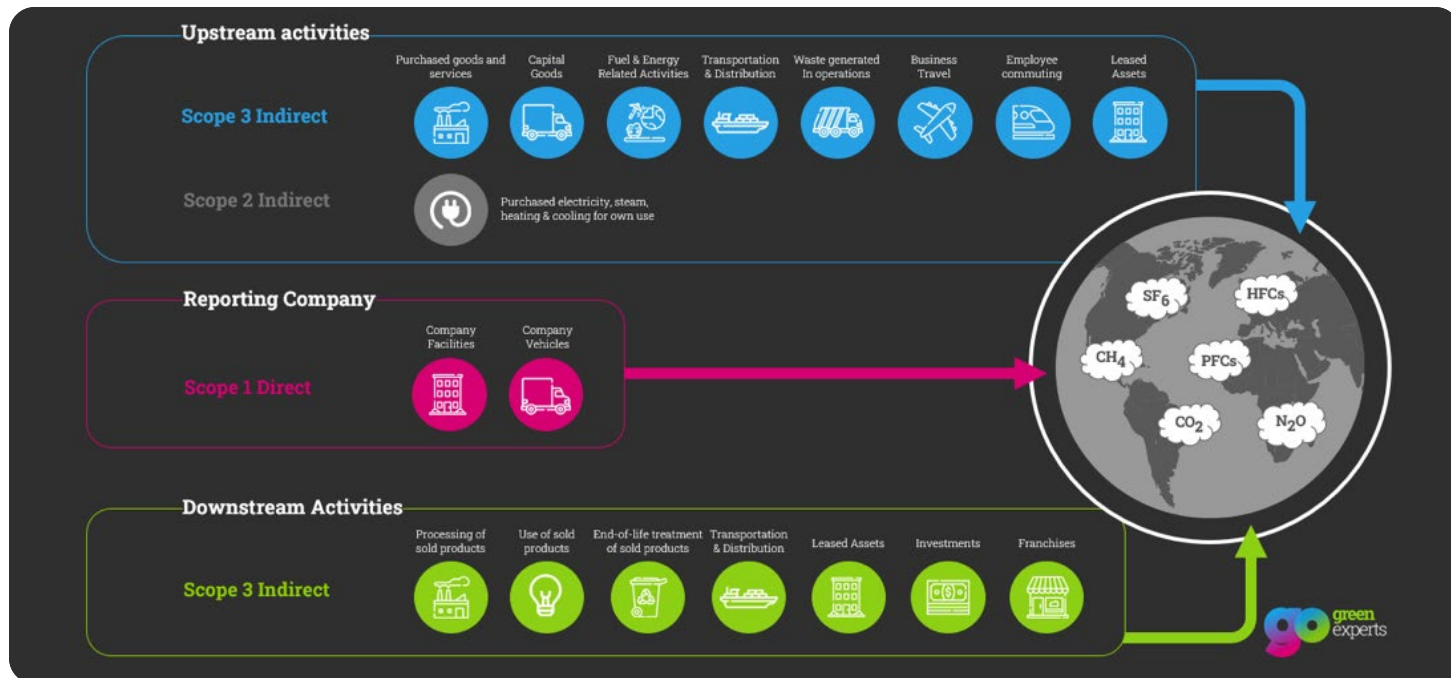 Upstream activities
Purchased goods and
services
Capital
Goods
Fuel & Energy
Related Activities
Transportation
& Distribution
Waste generated
In operations
Business
Travel
Employee
commuting
Leased
Assets
Scope 3 Indirect
Scope 2 Indirect
Purchased electricity, steam,
heating & cooling for own use
Reporting Company
Company
Facilities
Company
Vehicles
Scope 1 Direct
SF6
HFCs
CH4
PFCs
CO2
N2O
Downstream Activities
Processing of
sold products
Use of sold
products
End-of-life treatment
of sold products
Transportation
& Distribution
Leased Assets
Investments
Franchises
Scope 3 Indirect
go
green
experts